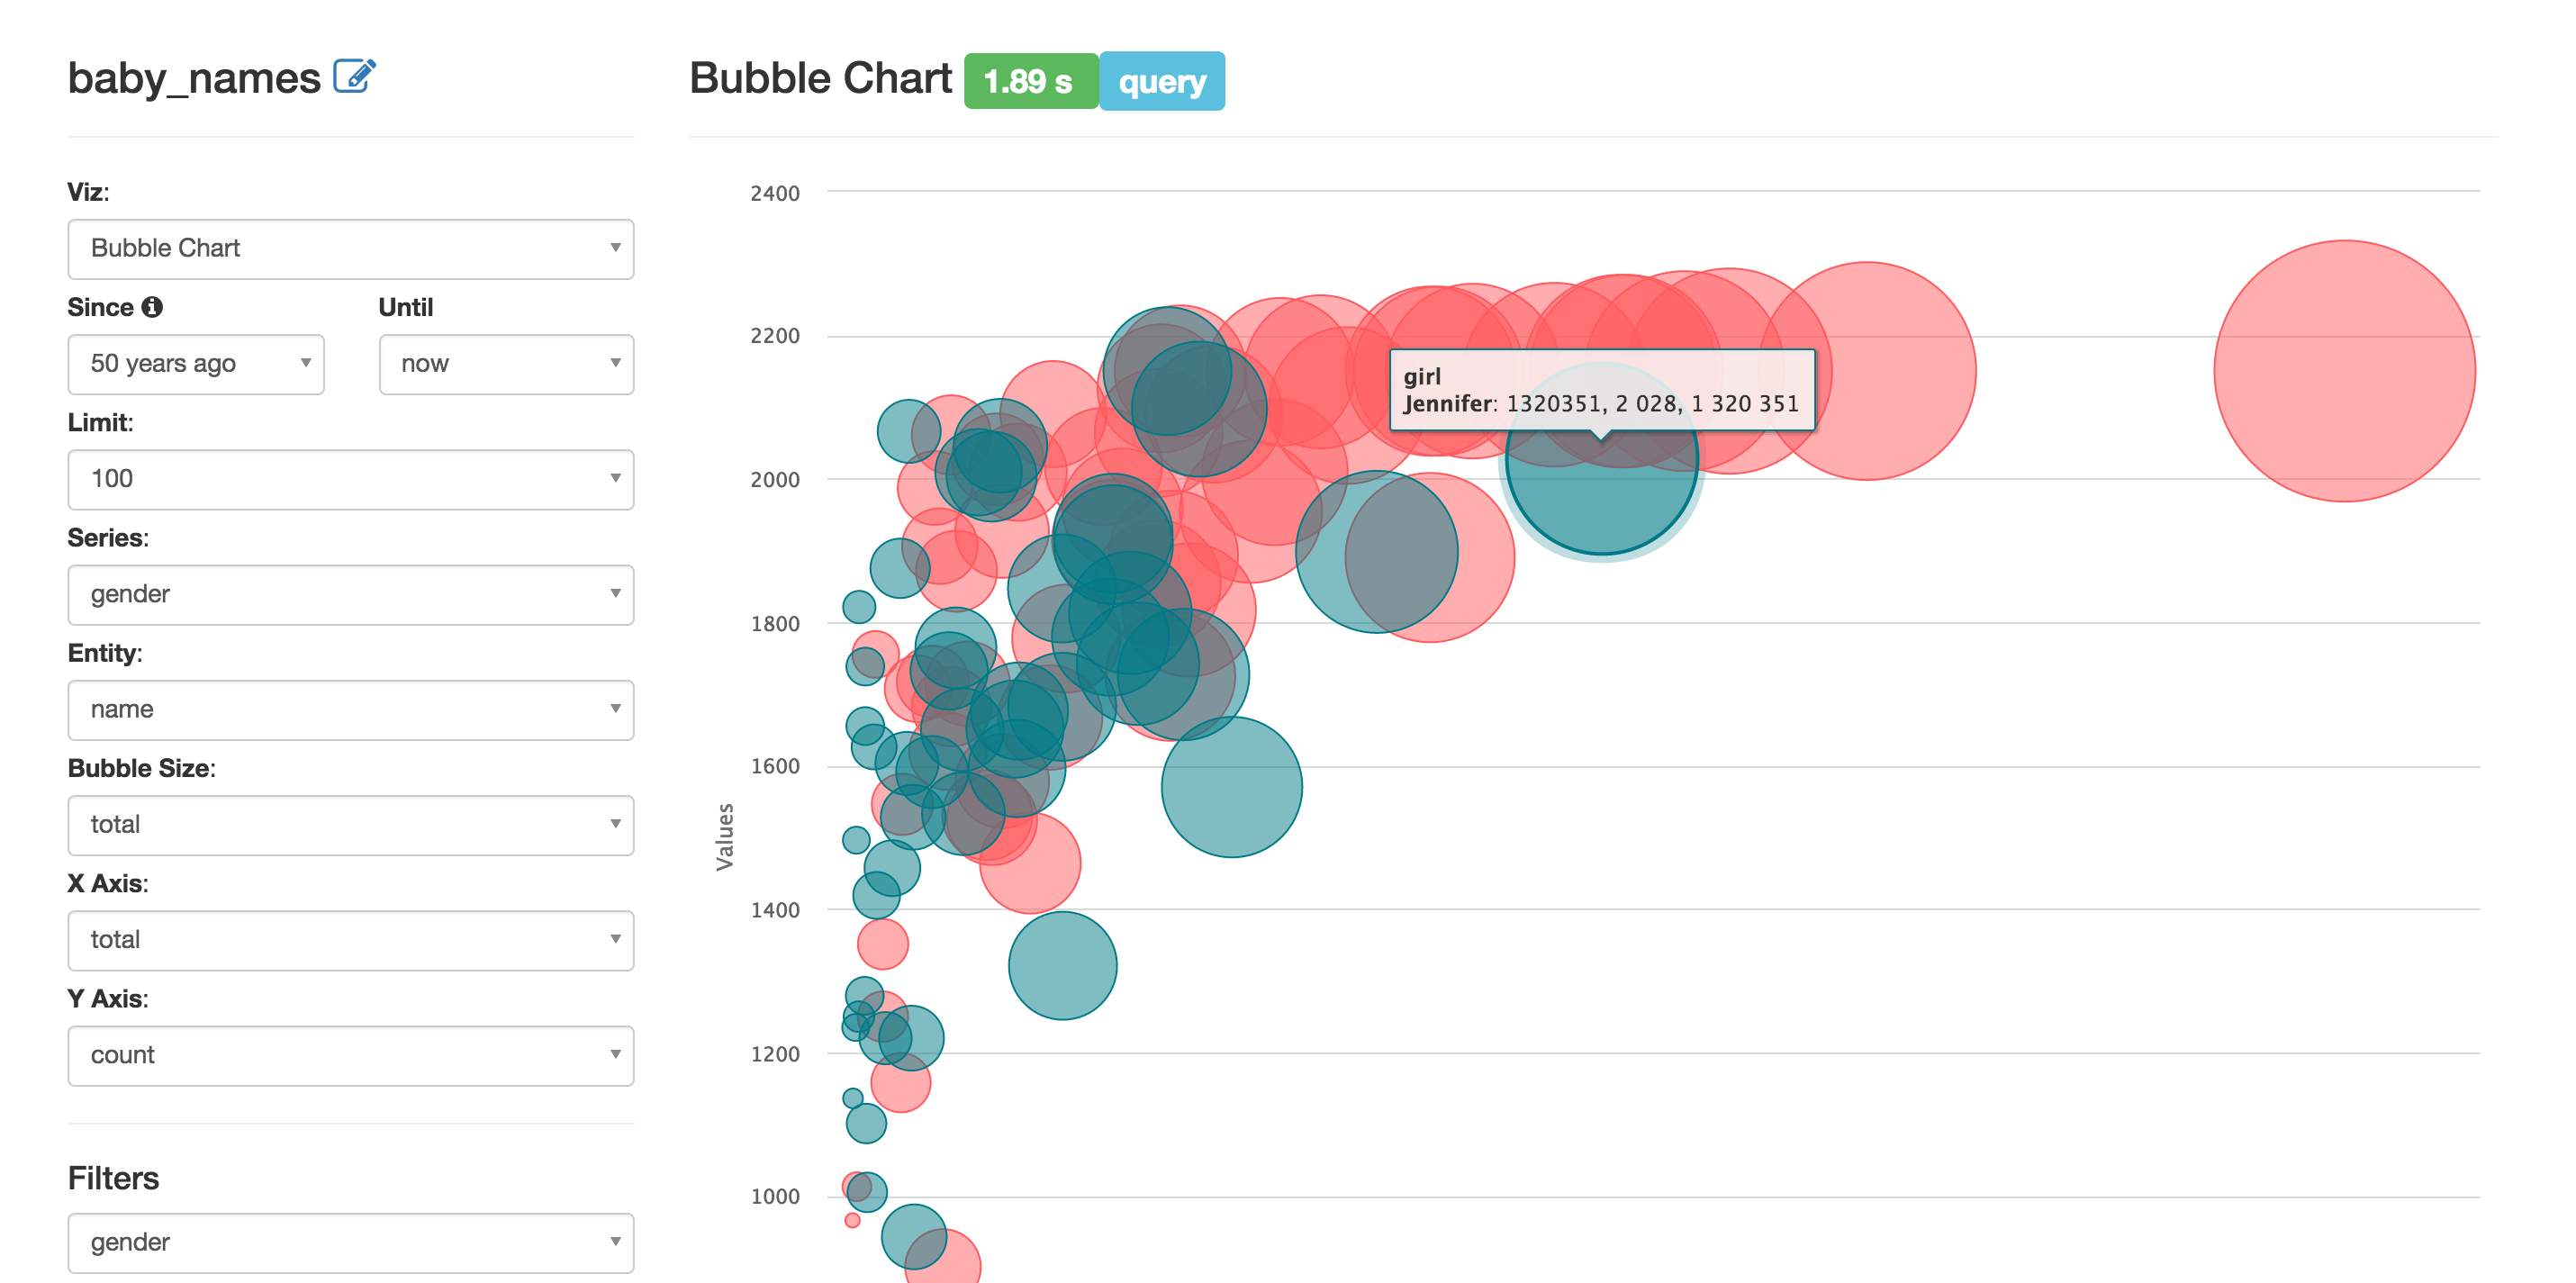 baby_names
Viz:
Bubble Chart
Since Until
50 years ago now
Limit:
100
Series:
gender
Entity:
name
Bubble Size:
total
X Axis:
total
Y Axis:
count
Filters
gender
Bubble Chart 1.89 s query
2400
2200
2000
1800
1600
1400
1200
1000
Values
girl
Jennifer: 1320351, 2 028, 1 320 351